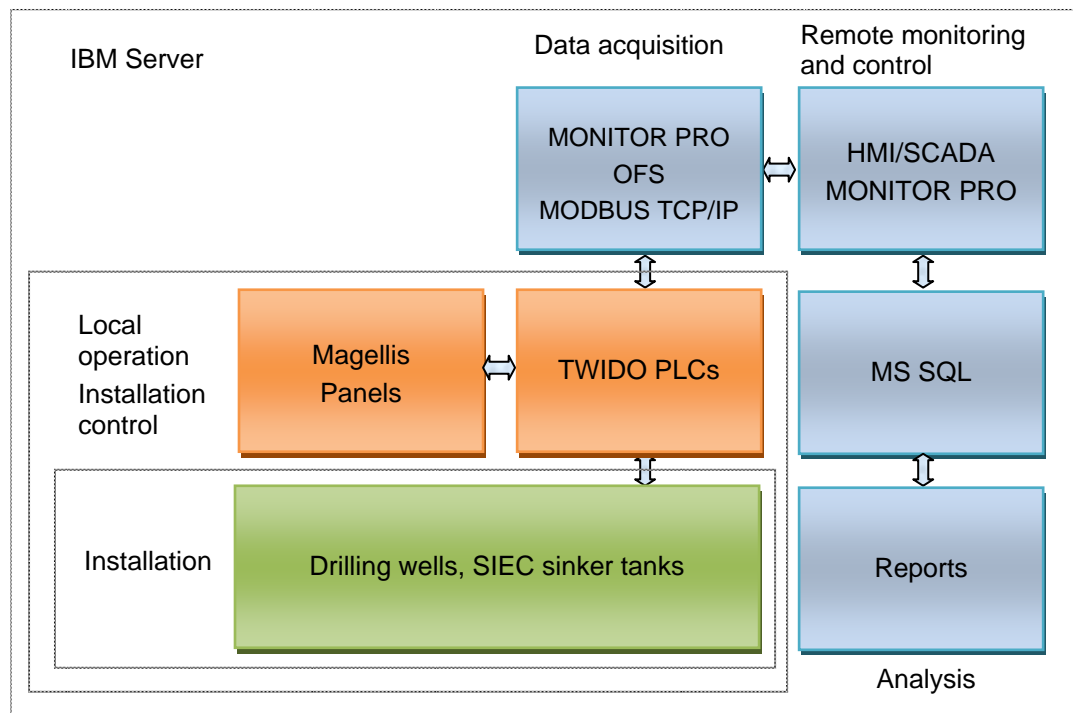 IBM Server
Data acquisition
Remote monitoring
and control
MONITOR PRO
OFS
MODBUS TCP/IP
HMI/SCADA
MONITOR PRO
Local
operation
Installation
control
Magellis
Panels
TWIDO PLCs
MS SQL
Installation
Drilling wells, SIEC sinker tanks
Reports
Analysis